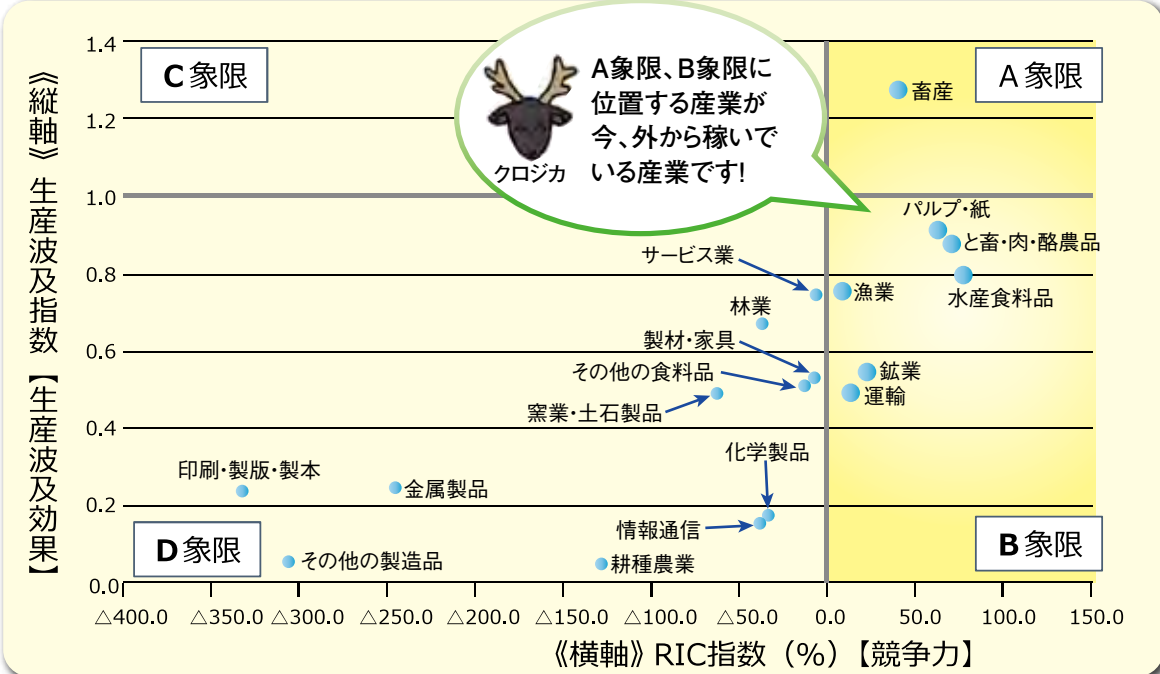 1.4
1.2
1.0
0.8
0.6
0.4
0.2
0.0
《縦軸》生産波及指数【生産波及効果】
C象限
A象限
A象限、B象限に
位置する産業が
今、外から稼いで
いる産業です!
クロジカ
畜産
パルプ・紙
と畜・肉・酪農品
水産食料品
サービス業
漁業
林業
製材・家具
その他の食料品
鉱業
運輸
窯業・土石製品
化学製品
印刷・製版・製本
金属製品
情報通信
D象限
B象限
その他の製造品
耕種農業
△400.0 △350.0 △300.0 △250.0 △200.0 △150.0 △100.0 △50.0 0.0 50.0 100.0 150.0
《横軸》RIC指数(%)【競争力】